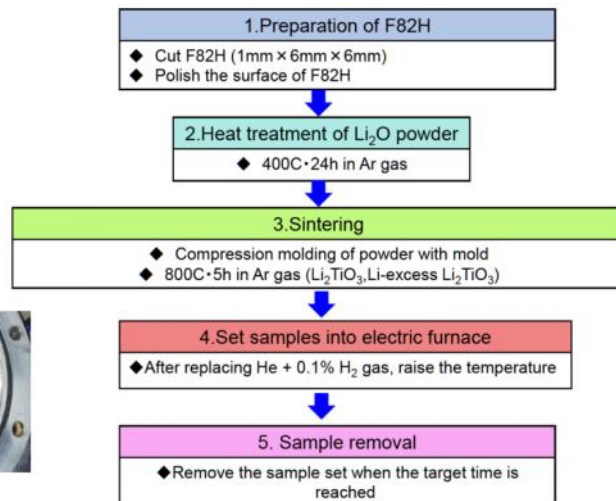 1.Preparation of F82H
◆ Cut F82H (1mm×6mm×6mm)
◆ Polish the surface of F82H
2.Heat treatment of Li₂O powder
◆ 400C・24h in Ar gas
3.Sintering
◆ Compression molding of powder with mold
◆ 800C・5h in Ar gas (Li₂TiO₃,Li-excess Li₂TiO₃)
4.Set samples into electric furnace
◆After replacing He + 0.1% H₂ gas, raise the temperature
5. Sample removal
◆Remove the sample set when the target time is
reached